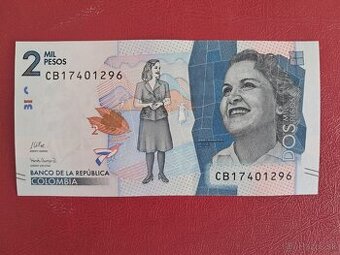 2 MIL
PESOS
CB17401296
BANCO DE LA REPÚBLICA
COLOMBIA
DOS
CB17401296